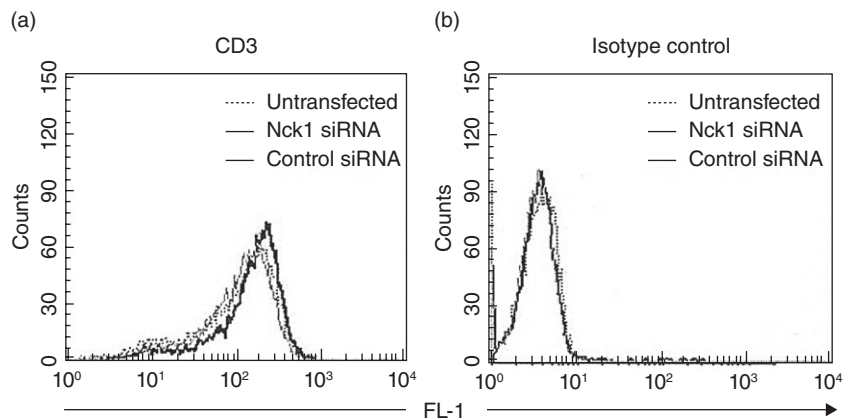 (a)
CD3
Counts
150
120
90
60
30
0
Untransfected
Nck1 siRNA
Control siRNA
10⁰
10¹
10²
10³
10⁴
(b)
Isotype control
Counts
150
120
90
60
30
0
Untransfected
Nck1 siRNA
Control siRNA
10⁰
10¹
10²
10³
10⁴
FL-1